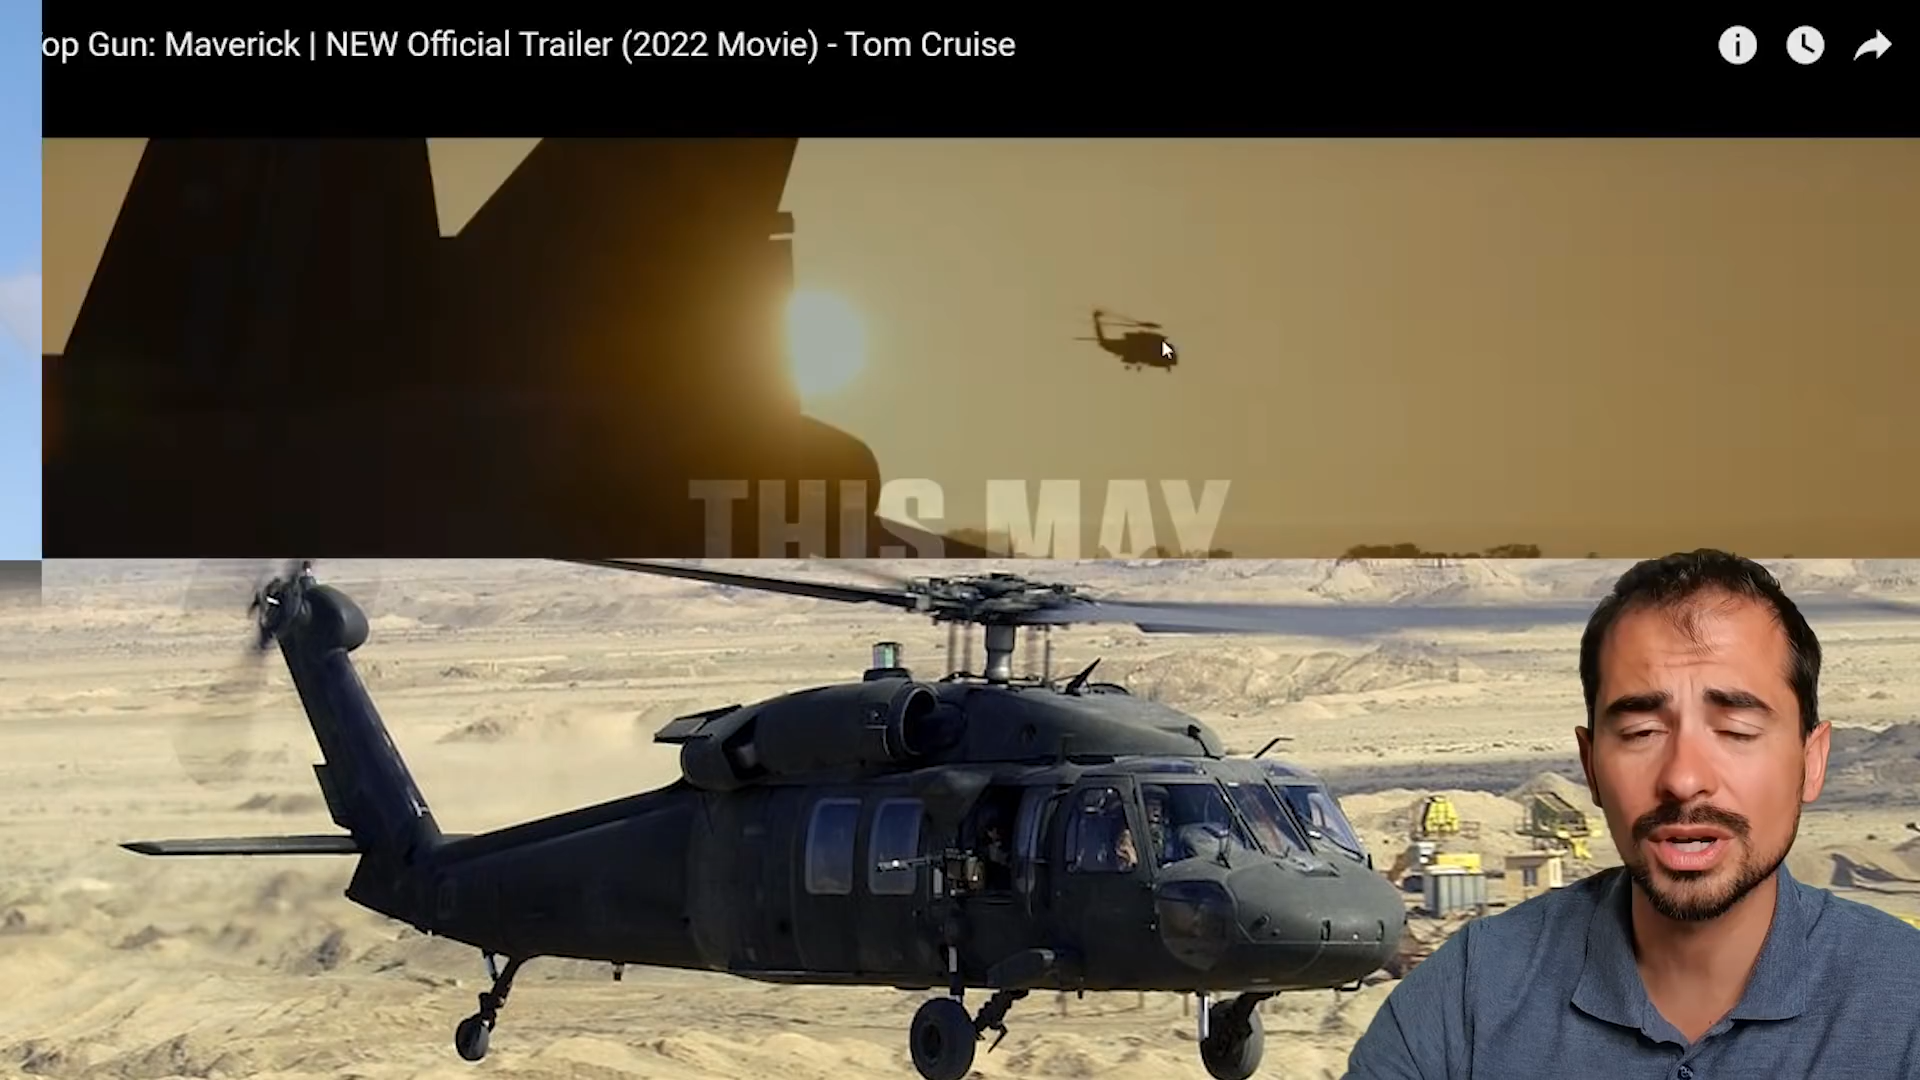 op Gun: Maverick | NEW Official Trailer (2022 Movie) - Tom Cruise
THIS MAY